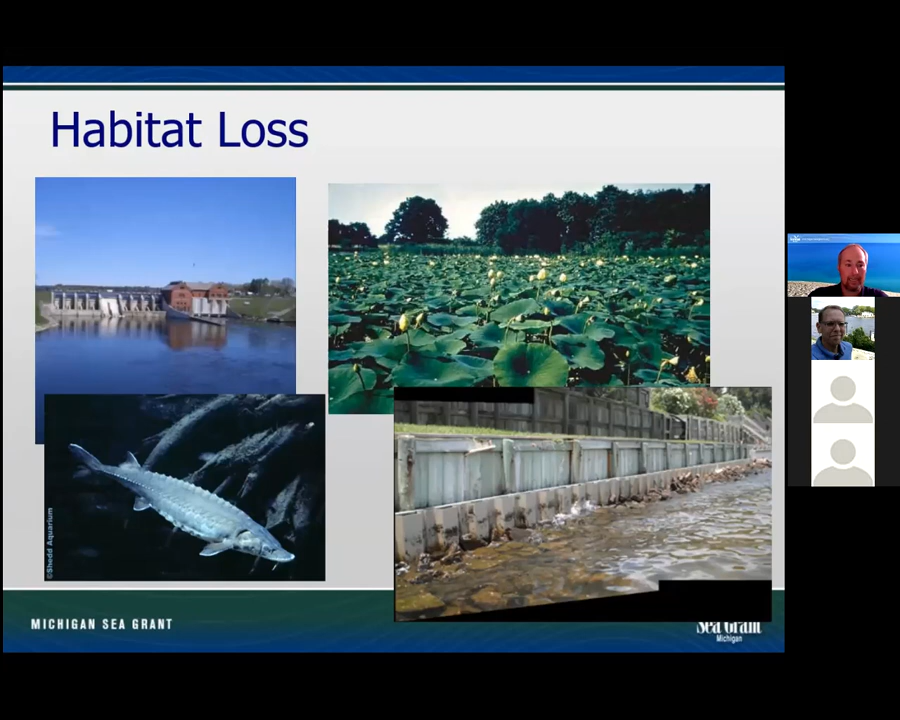 Habitat Loss
©Shedd Aquarium
MICHIGAN SEA GRANT
Sea Grant
Michigan